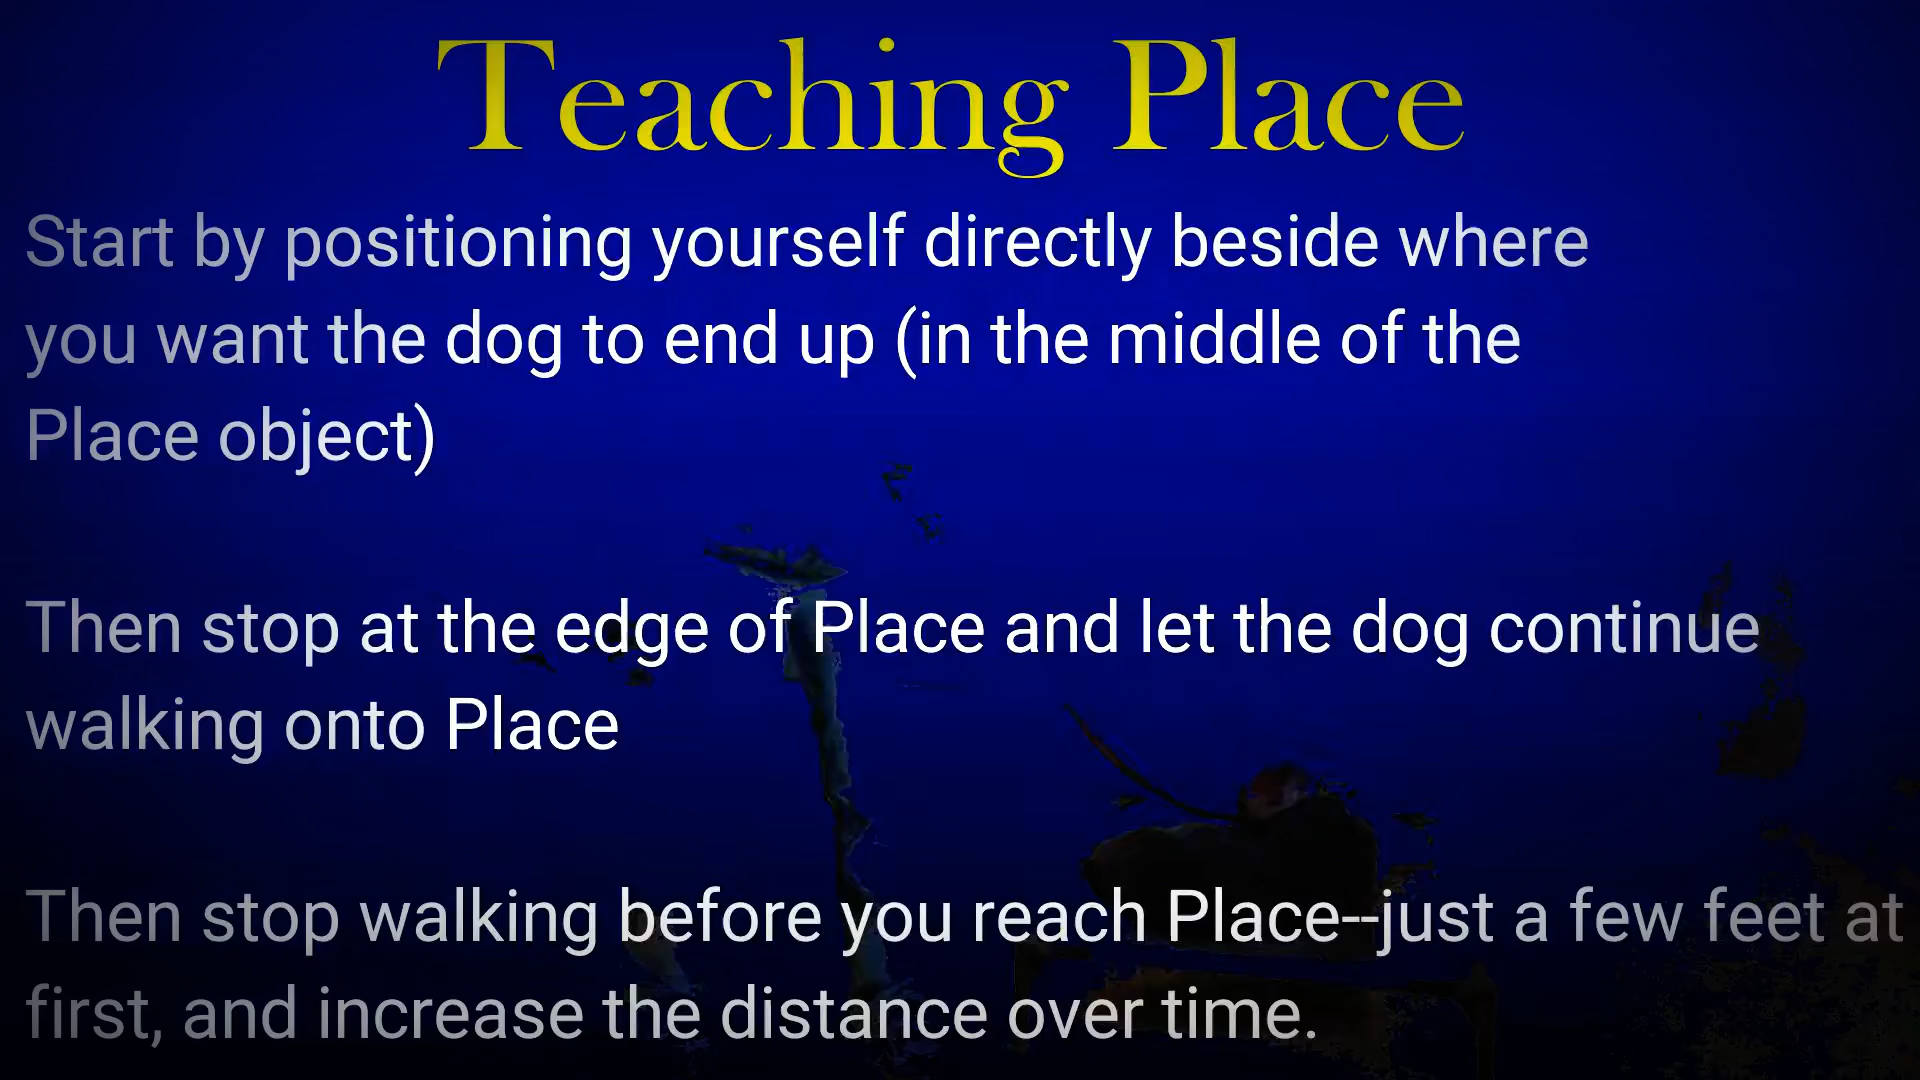 Teaching Place
Start by positioning yourself directly beside where
you want the dog to end up (in the middle of the
Place object)
Then stop at the edge of Place and let the dog continue
walking onto Place
Then stop walking before you reach Place--just a few feet at
first, and increase the distance over time.